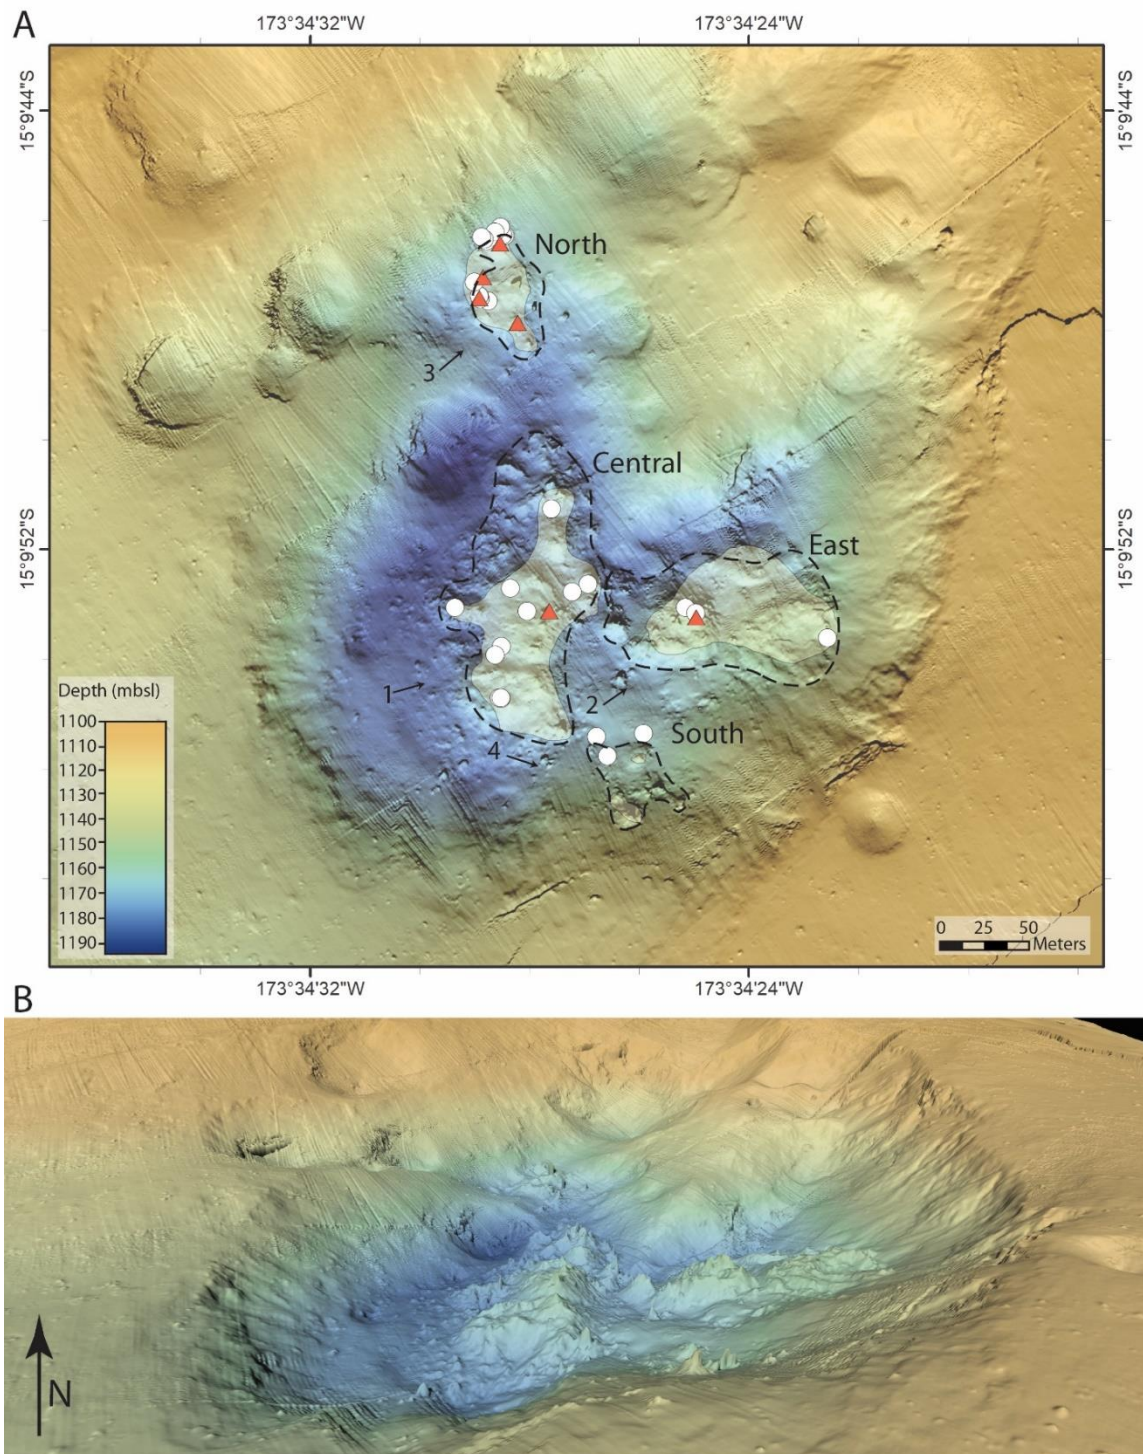 A
173°34'32"W 173°34'24"W
15°9'44"S 15°9'44"S
North
3
Central
15°9'52"S 15°9'52"S
East
1
2
South
4
Depth (mbsl)
1100
1110
1120
1130
1140
1150
1160
1170
1180
1190
0 25 50
Meters
173°34'32"W 173°34'24"W
B
N